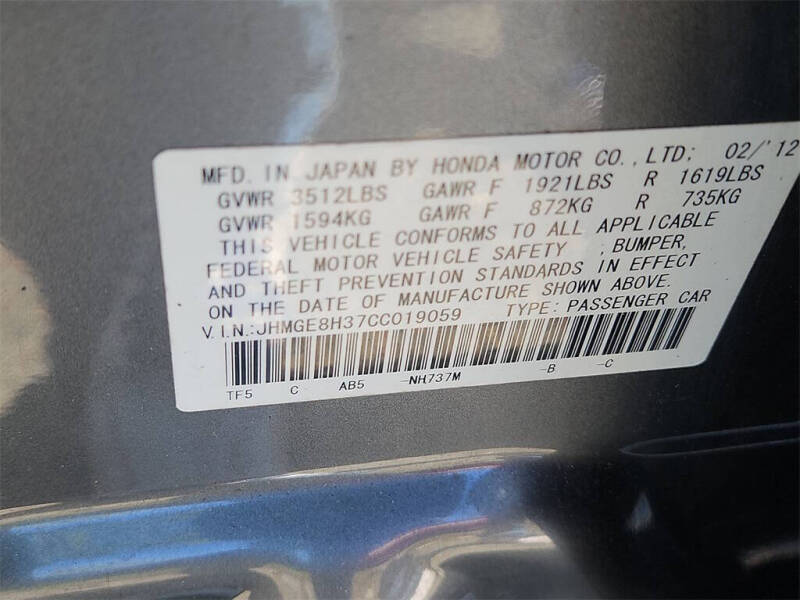 MFD. IN JAPAN BY HONDA MOTOR CO., LTD; 02/'12
GVWR 3512LBS GAWR F 1921LBS R 1619LBS
GVWR 1594KG GAWR F 872KG R 735KG
THIS VEHICLE CONFORMS TO ALL APPLICABLE
FEDERAL MOTOR VEHICLE SAFETY , BUMPER,
AND THEFT PREVENTION STANDARDS IN EFFECT
ON THE DATE OF MANUFACTURE SHOWN ABOVE.
V.I.N.:JHMGE8H37CC019059 TYPE: PASSENGER CAR
TF5 C AB5 -NH737M -B -C